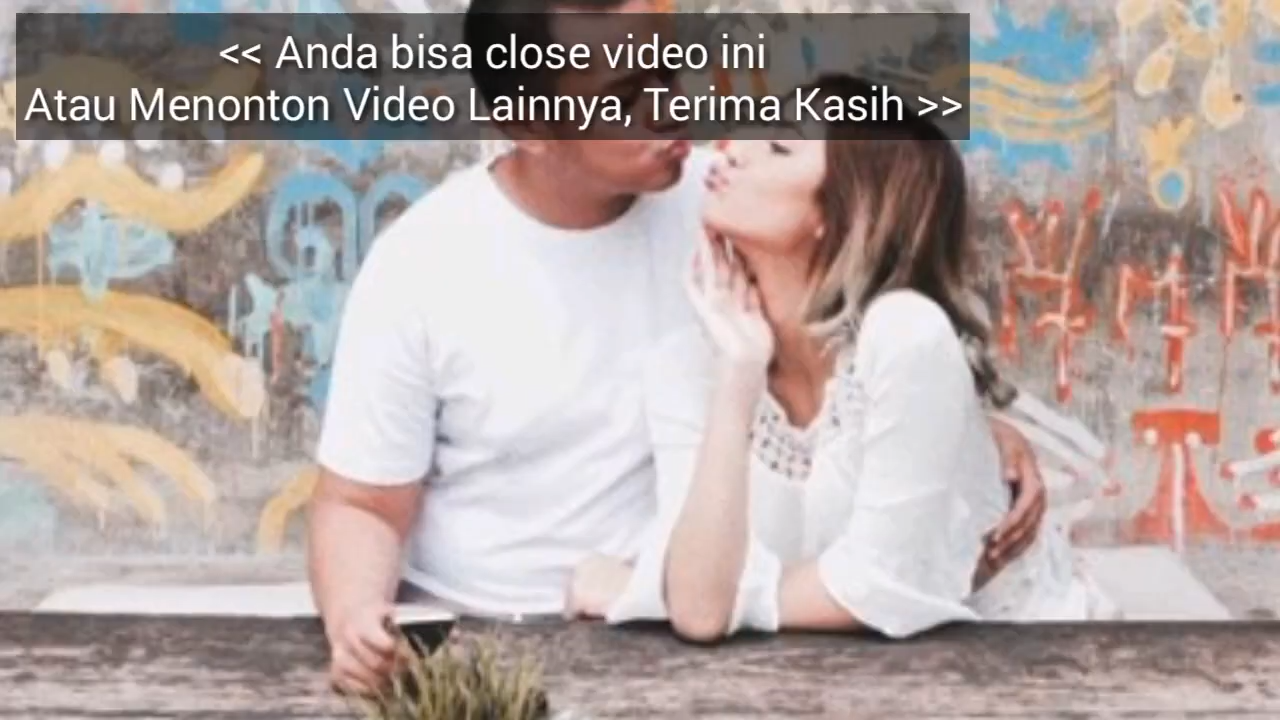 << Anda bisa close video ini
Atau Menonton Video Lainnya, Terima Kasih >>